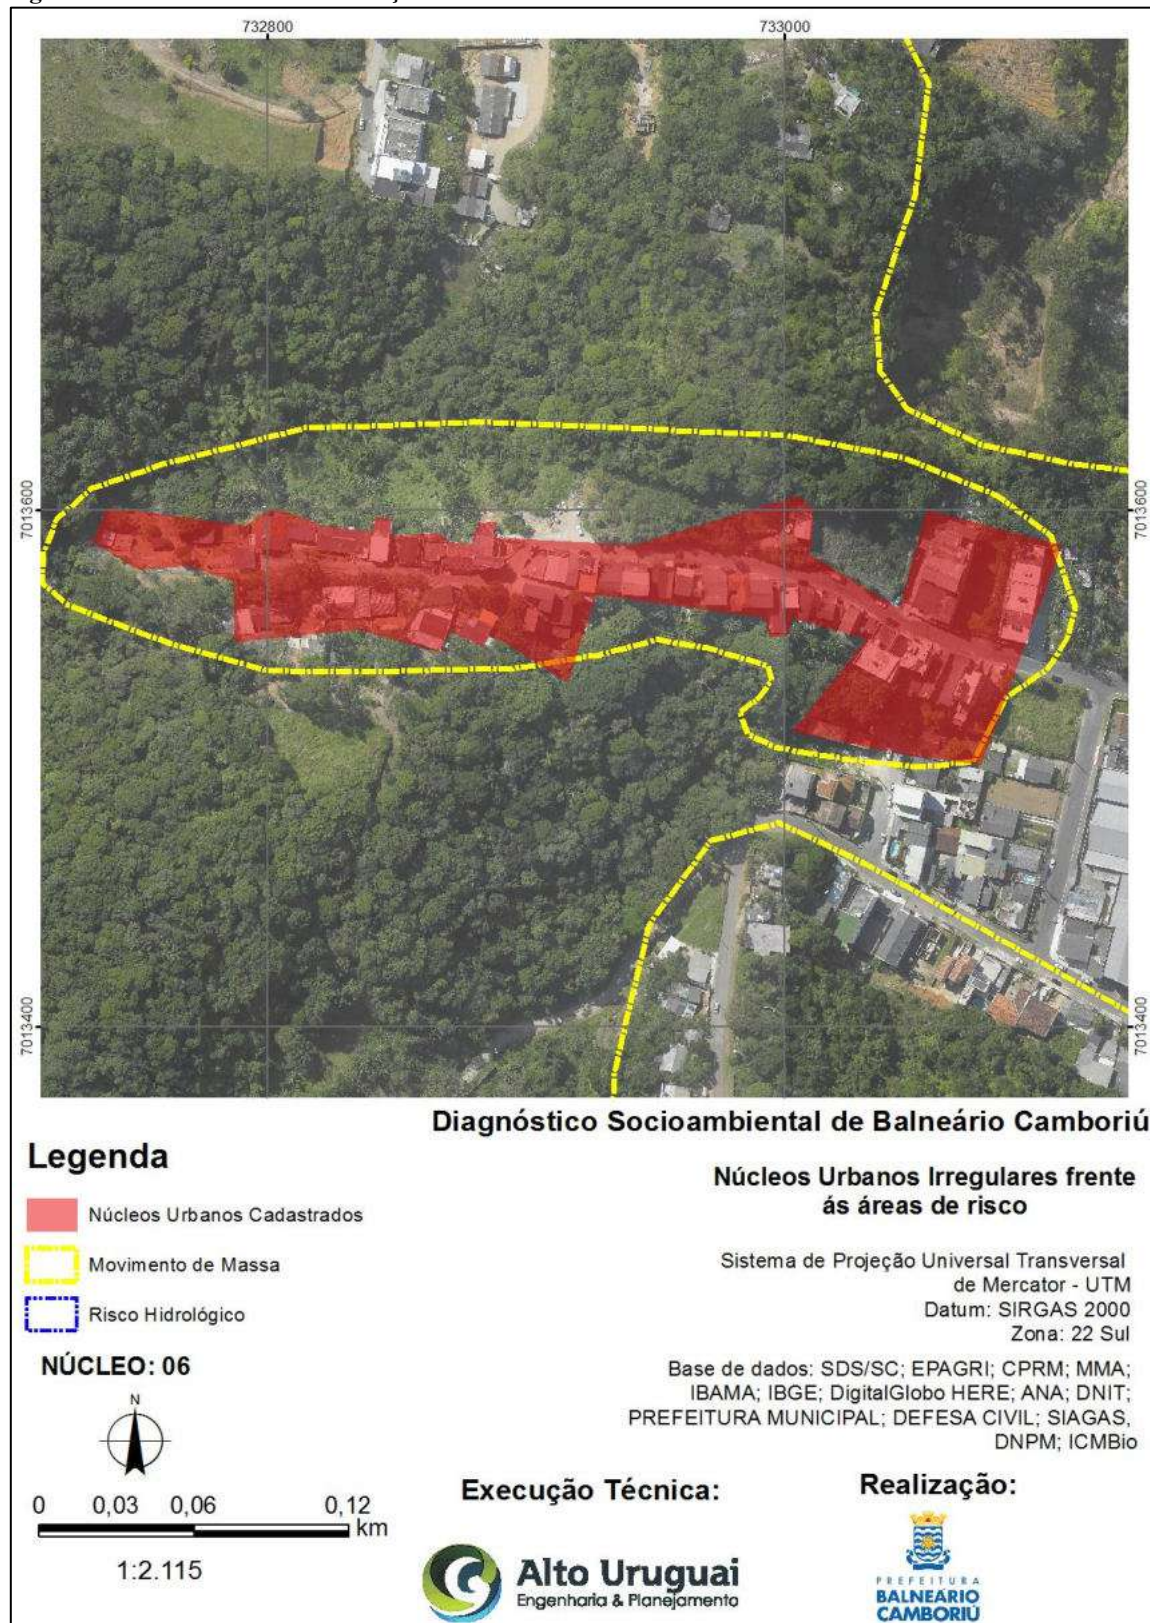 732800
733000
7013600
7013600
7013400
7013400
Diagnóstico Socioambiental de Balneário Camboriú
Legenda
Núcleos Urbanos Cadastrados
Movimento de Massa
Risco Hidrológico
NÚCLEO: 06
N
0 0,03 0,06 0,12
km
1:2.115
Núcleos Urbanos Irregulares frente
ás áreas de risco
Sistema de Projeção Universal Transversal
de Mercator - UTM
Datum: SIRGAS 2000
Zona: 22 Sul
Base de dados: SDS/SC; EPAGRI; CPRM; MMA;
IBAMA; IBGE; DigitalGlobo HERE; ANA; DNIT;
PREFEITURA MUNICIPAL; DEFESA CIVIL; SIAGAS,
DNPM; ICMBio
Execução Técnica:
Alto Uruguai
Engenharia & Planejamento
Realização:
PREFEITURA
BALNEÁRIO
CAMBORIÚ